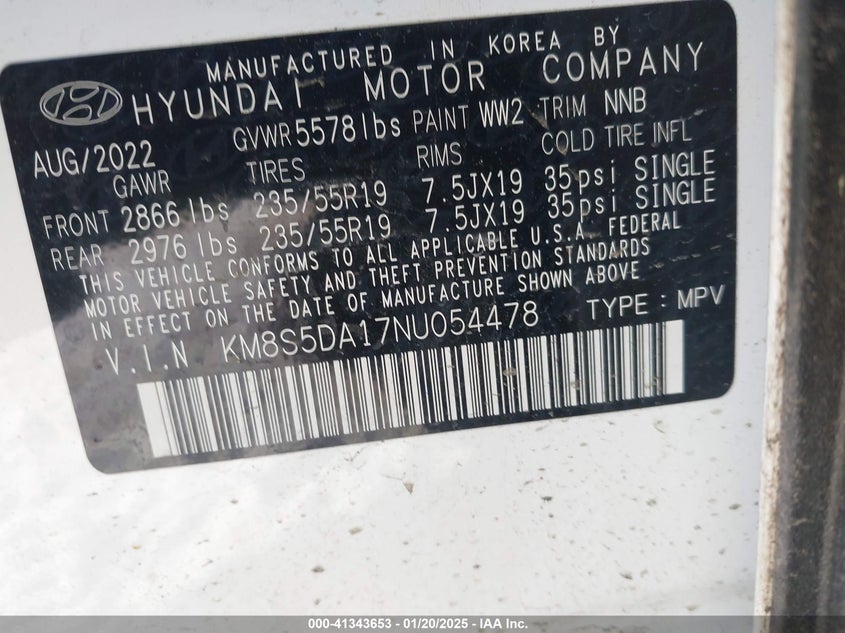 MANUFACTURED IN KOREA BY
HYUNDAI MOTOR COMPANY
AUG/2022 GVWR 5578 lbs PAINT WW2 TRIM NNB
GAWR TIRES RIMS COLD TIRE INFL
FRONT 2866 lbs 235/55R19 7.5JX19 35psi SINGLE
REAR 2976 lbs 235/55R19 7.5JX19 35psi SINGLE
THIS VEHICLE CONFORMS TO ALL APPLICABLE U.S.A. FEDERAL
MOTOR VEHICLE SAFETY AND THEFT PREVENTION STANDARDS
IN EFFECT ON THE DATE OF MANUFACTURE SHOWN ABOVE
V.I.N KM8S5DA17NU054478 TYPE : MPV
000-41343653 - 01/20/2025 - IAA Inc.